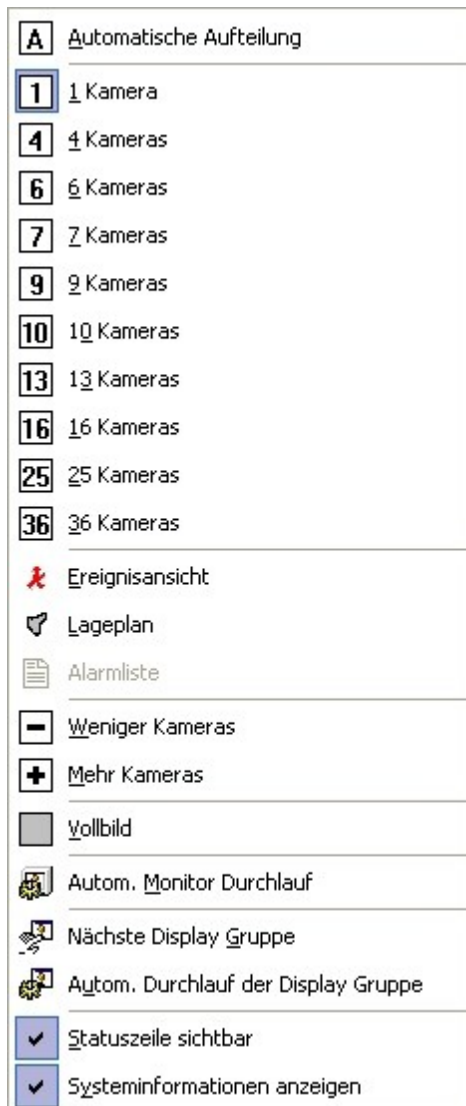 A Automatische Aufteilung
1 1 Kamera
4 4 Kameras
6 6 Kameras
7 7 Kameras
9 9 Kameras
10 10 Kameras
13 13 Kameras
16 16 Kameras
25 25 Kameras
36 36 Kameras
Ereignisansicht
Lageplan
Alarmliste
Weniger Kameras
Mehr Kameras
Vollbild
Autom. Monitor Durchlauf
Nächste Display Gruppe
Autom. Durchlauf der Display Gruppe
Statuszeile sichtbar
Systeminformationen anzeigen